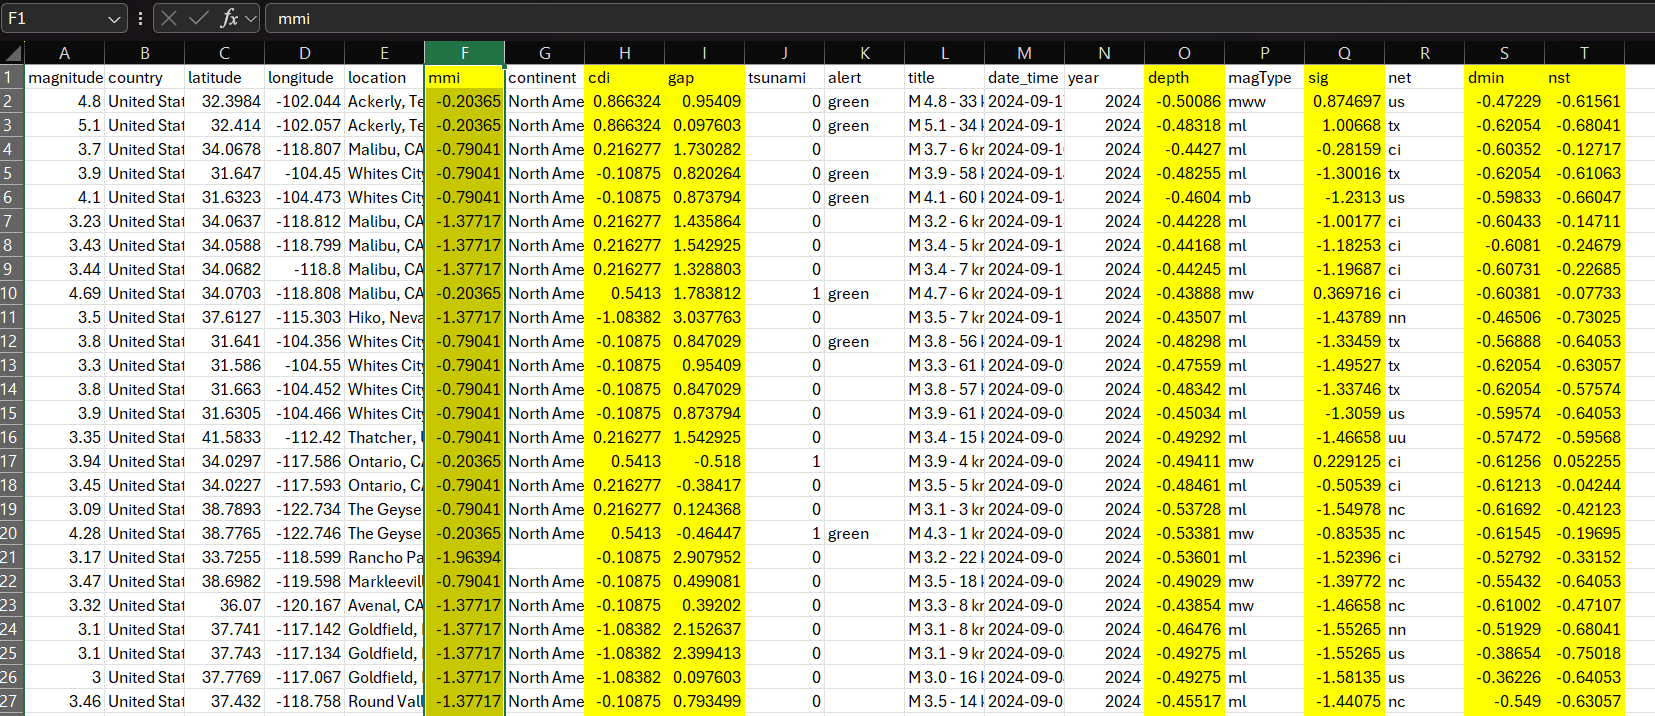 F1 fx mmi
A B C D E F G H I J K L M N O P Q R S T
1 magnitude country latitude longitude location mmi continent cdi gap tsunami alert title date_time year depth magType sig net dmin nst
2 4.8 United Stat 32.3984 -102.044 Ackerly, Te -0.20365 North Ame 0.866324 0.95409 0 green M 4.8 - 33 k 2024-09-1 2024 -0.50086 mww 0.874697 us -0.47229 -0.61561
3 5.1 United Stat 32.414 -102.057 Ackerly, Te -0.20365 North Ame 0.866324 0.097603 0 green M 5.1 - 34 k 2024-09-1 2024 -0.48318 ml 1.00668 tx -0.62054 -0.68041
4 3.7 United Stat 34.0678 -118.807 Malibu, CA -0.79041 North Ame 0.216277 1.730282 0 M 3.7 - 6 kr 2024-09-1 2024 -0.4427 ml -0.28159 ci -0.60352 -0.12717
5 3.9 United Stat 31.647 -104.45 Whites City -0.79041 North Ame -0.10875 0.820264 0 green M 3.9 - 58 k 2024-09-1 2024 -0.48255 ml -1.30016 tx -0.62054 -0.61063
6 4.1 United Stat 31.6323 -104.473 Whites City -0.79041 North Ame -0.10875 0.873794 0 green M 4.1 - 60 k 2024-09-1 2024 -0.4604 mb -1.2313 us -0.59833 -0.66047
7 3.23 United Stat 34.0637 -118.812 Malibu, CA -1.37717 North Ame 0.216277 1.435864 0 M 3.2 - 6 kr 2024-09-1 2024 -0.44228 ml -1.00177 ci -0.60433 -0.14711
8 3.43 United Stat 34.0588 -118.799 Malibu, CA -1.37717 North Ame 0.216277 1.542925 0 M 3.4 - 5 kr 2024-09-1 2024 -0.44168 ml -1.18253 ci -0.6081 -0.24679
9 3.44 United Stat 34.0682 -118.8 Malibu, CA -1.37717 North Ame 0.216277 1.328803 0 M 3.4 - 7 kr 2024-09-1 2024 -0.44245 ml -1.19687 ci -0.60731 -0.22685
10 4.69 United Stat 34.0703 -118.808 Malibu, CA -0.20365 North Ame 0.5413 1.783812 1 green M 4.7 - 6 kr 2024-09-1 2024 -0.43888 mw 0.369716 ci -0.60381 -0.07733
11 3.5 United Stat 37.6127 -115.303 Hiko, Neva -1.37717 North Ame -1.08382 3.037763 0 M 3.5 - 7 kr 2024-09-1 2024 -0.43507 ml -1.43789 nn -0.46506 -0.73025
12 3.8 United Stat 31.641 -104.356 Whites City -0.79041 North Ame -0.10875 0.847029 0 green M 3.8 - 56 k 2024-09-1 2024 -0.48298 ml -1.33459 tx -0.56888 -0.64053
13 3.3 United Stat 31.586 -104.55 Whites City -0.79041 North Ame -0.10875 0.95409 0 M 3.3 - 61 k 2024-09-0 2024 -0.47559 ml -1.49527 tx -0.62054 -0.63057
14 3.8 United Stat 31.663 -104.452 Whites City -0.79041 North Ame -0.10875 0.847029 0 M 3.8 - 57 k 2024-09-0 2024 -0.48342 ml -1.33746 tx -0.62054 -0.57574
15 3.9 United Stat 31.6305 -104.466 Whites City -0.79041 North Ame -0.10875 0.873794 0 M 3.9 - 61 k 2024-09-0 2024 -0.45034 ml -1.3059 us -0.59574 -0.64053
16 3.35 United Stat 41.5833 -112.42 Thatcher, -0.79041 North Ame 0.216277 1.542925 0 M 3.4 - 15 k 2024-09-0 2024 -0.49292 ml -1.46658 uu -0.57472 -0.59568
17 3.94 United Stat 34.0297 -117.586 Ontario, CA -0.20365 North Ame 0.5413 -0.518 1 M 3.9 - 4 kr 2024-09-0 2024 -0.49411 mw 0.229125 ci -0.61256 0.052255
18 3.45 United Stat 34.0227 -117.593 Ontario, CA -0.79041 North Ame 0.216277 -0.38417 0 M 3.5 - 5 kr 2024-09-0 2024 -0.48461 ml -0.50539 ci -0.61213 -0.04244
19 3.09 United Stat 38.7893 -122.734 The Geyse -0.79041 North Ame 0.216277 0.124368 0 M 3.1 - 3 kr 2024-09-0 2024 -0.53728 ml -1.54978 nc -0.61692 -0.42123
20 4.28 United Stat 38.7765 -122.746 The Geyse -0.20365 North Ame 0.5413 -0.46447 1 green M 4.3 - 1 kr 2024-09-0 2024 -0.53381 mw -0.83535 nc -0.61545 -0.19695
21 3.17 United Stat 33.7255 -118.599 Rancho Pa -1.96394 -0.10875 2.907952 0 M 3.2 - 22 k 2024-09-0 2024 -0.53601 ml -1.52396 ci -0.52792 -0.33152
22 3.47 United Stat 38.6982 -119.598 Markleevil -0.79041 North Ame -0.10875 0.499081 0 M 3.5 - 18 k 2024-09-0 2024 -0.49029 mw -1.39772 nc -0.55432 -0.64053
23 3.32 United Stat 36.07 -120.167 Avenal, CA -1.37717 North Ame -0.10875 0.39202 0 M 3.3 - 8 kr 2024-09-0 2024 -0.43854 mw -1.46658 nc -0.61002 -0.47107
24 3.1 United Stat 37.741 -117.142 Goldfield, -1.37717 North Ame -1.08382 2.152637 0 M 3.1 - 8 kr 2024-09-0 2024 -0.46476 ml -1.55265 nn -0.51929 -0.68041
25 3.1 United Stat 37.743 -117.134 Goldfield, -1.37717 North Ame -1.08382 2.399413 0 M 3.1 - 9 kr 2024-09-0 2024 -0.49275 ml -1.55265 us -0.38654 -0.75018
26 3 United Stat 37.7769 -117.067 Goldfield, -1.37717 North Ame -1.08382 0.097603 0 M 3.0 - 16 k 2024-09-0 2024 -0.49275 ml -1.58135 us -0.36226 -0.64053
27 3.46 United Stat 37.432 -118.758 Round Vall -1.37717 North Ame -0.10875 0.793499 0 M 3.5 - 14 k 2024-09-0 2024 -0.45517 ml -1.44075 nc -0.549 -0.63057